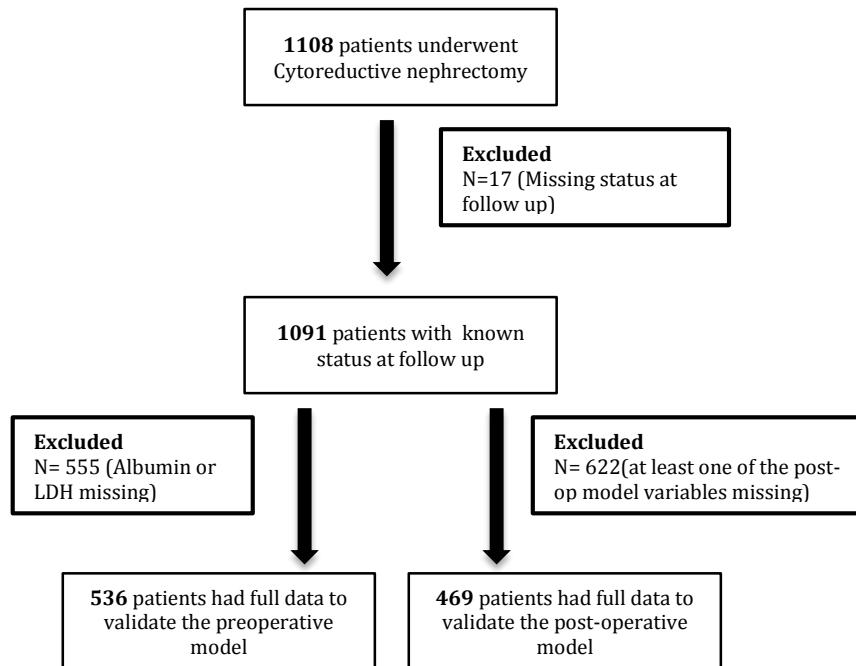 1108 patients underwent
Cytoreductive nephrectomy
Excluded
N=17 (Missing status at
follow up)
1091 patients with known
status at follow up
Excluded
N= 555 (Albumin or
LDH missing)
Excluded
N= 622(at least one of the post-
op model variables missing)
536 patients had full data to
validate the preoperative
model
469 patients had full data to
validate the post-operative
model